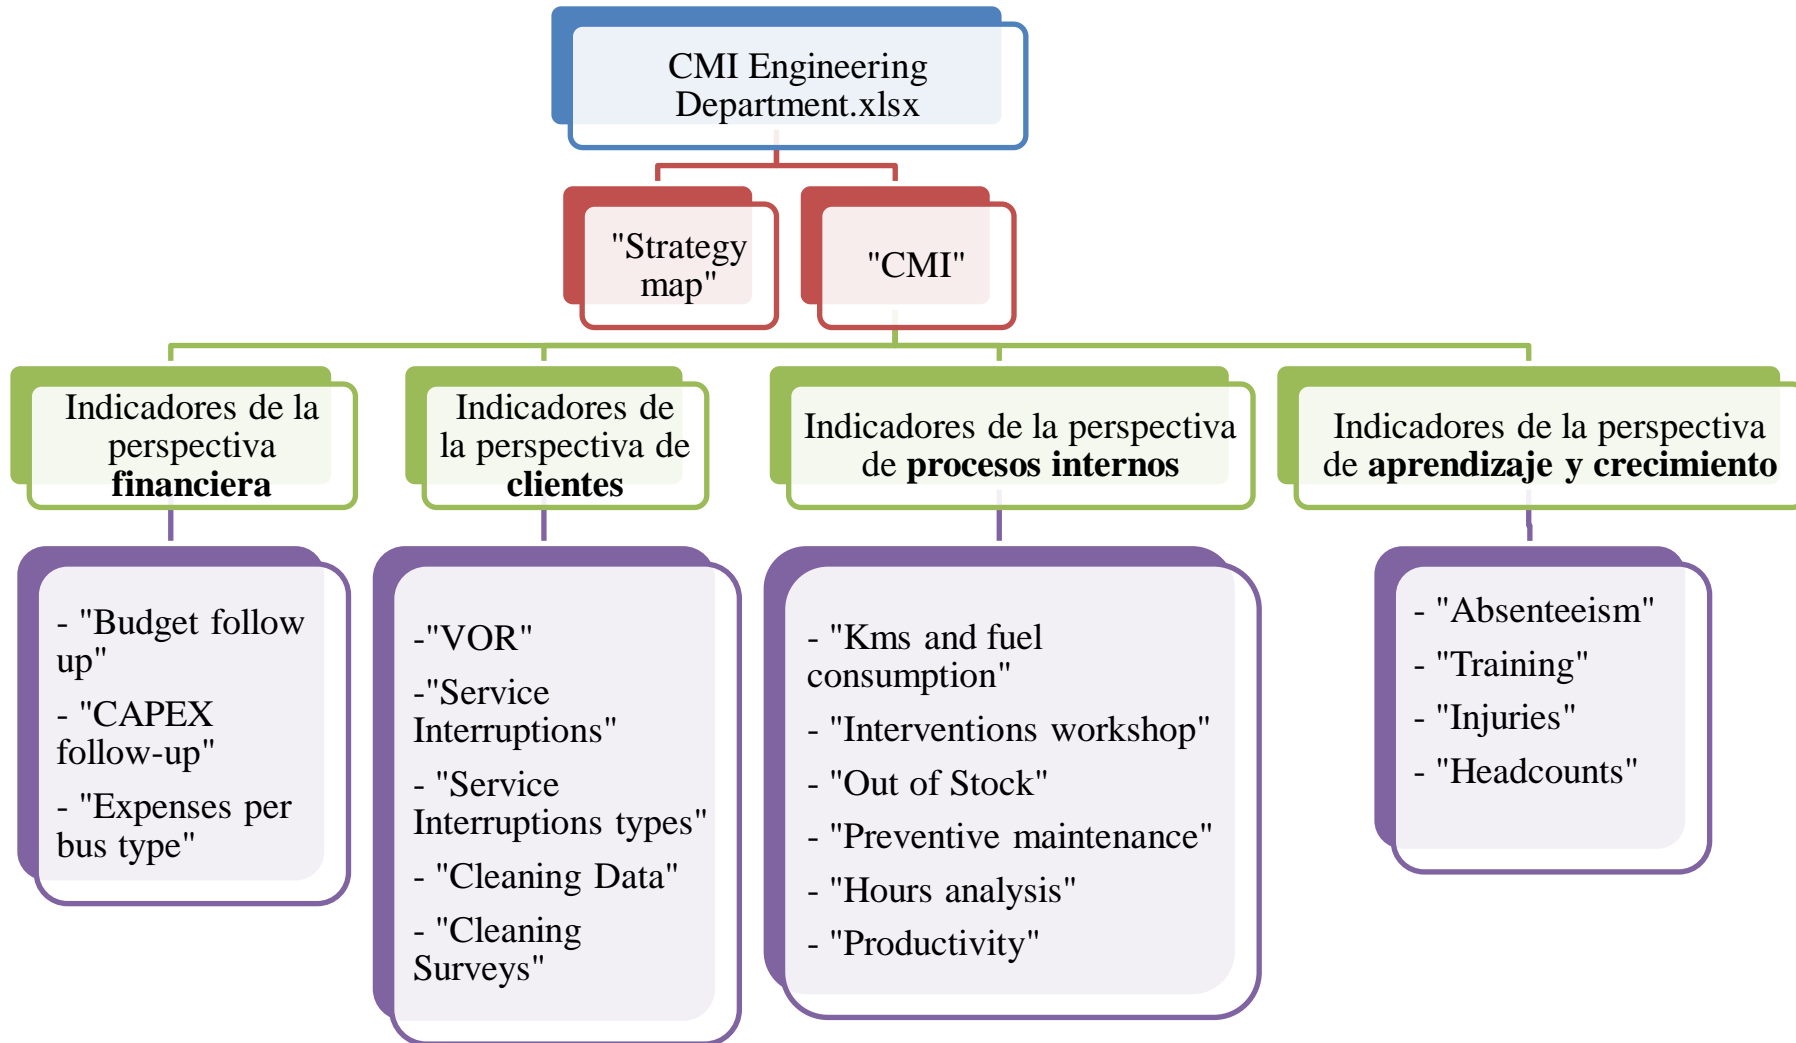 CMI Engineering
Department.xlsx
"Strategy
map"
"CMI"
Indicadores de la
perspectiva
financiera
Indicadores de
la perspectiva de
clientes
Indicadores de la perspectiva
de procesos internos
Indicadores de la perspectiva
de aprendizaje y crecimiento
- "Budget follow
up"
- "CAPEX
follow-up"
- "Expenses per
bus type"
-"VOR"
-"Service
Interruptions"
- "Service
Interruptions types"
- "Cleaning Data"
- "Cleaning
Surveys"
- "Kms and fuel
consumption"
- "Interventions workshop"
- "Out of Stock"
- "Preventive maintenance"
- "Hours analysis"
- "Productivity"
- "Absenteeism"
- "Training"
- "Injuries"
- "Headcounts"